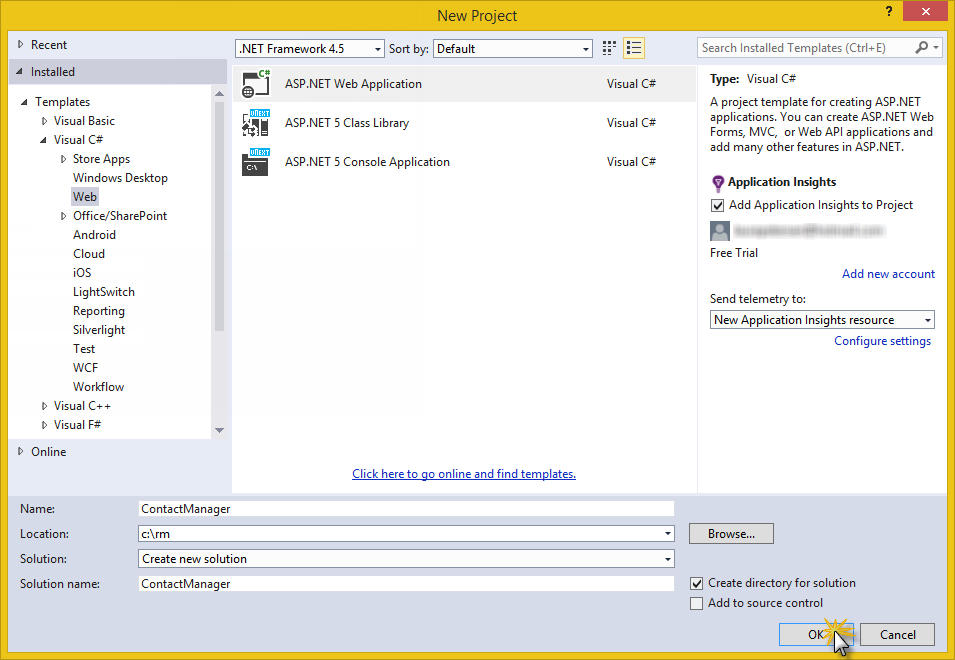 New Project
?
Recent
Installed
Templates
Visual Basic
Visual C#
Store Apps
Windows Desktop
Web
Office/SharePoint
Android
Cloud
iOS
LightSwitch
Reporting
Silverlight
Test
WCF
Workflow
Visual C++
Visual F#
Online
.NET Framework 4.5
Sort by:
Default
C#
ASP.NET Web Application
Visual C#
VNEXT
ASP.NET 5 Class Library
Visual C#
VNEXT
C:\
ASP.NET 5 Console Application
Visual C#
Click here to go online and find templates.
Search Installed Templates (Ctrl+E)
Type: Visual C#
A project template for creating ASP.NET
applications. You can create ASP.NET Web
Forms, MVC, or Web API applications and
add many other features in ASP.NET.
Application Insights
Add Application Insights to Project
Free Trial
Add new account
Send telemetry to:
New Application Insights resource
Configure settings
Name:
ContactManager
Location:
c:\rm
Browse...
Solution:
Create new solution
Solution name:
ContactManager
Create directory for solution
Add to source control
OK
Cancel